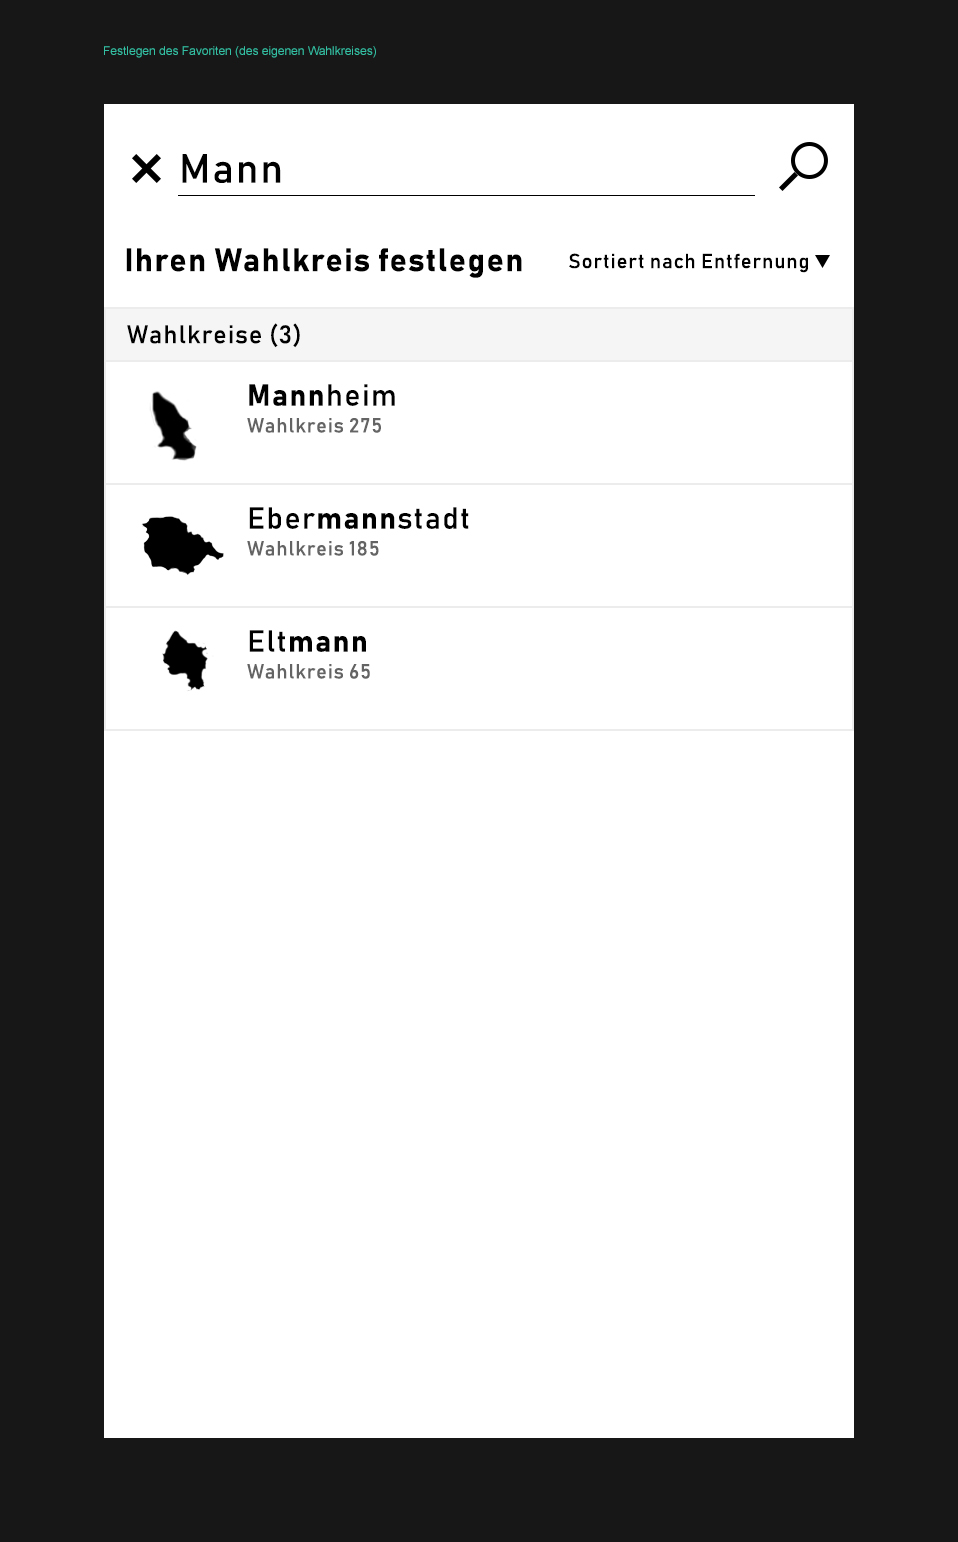 Festlegen des Favoriten (des eigenen Wahlkreises)
Mann
Ihren Wahlkreis festlegen
Sortiert nach Entfernung ▼
Wahlkreise (3)
Mannheim
Wahlkreis 275
Ebermannstadt
Wahlkreis 185
Eltmann
Wahlkreis 65